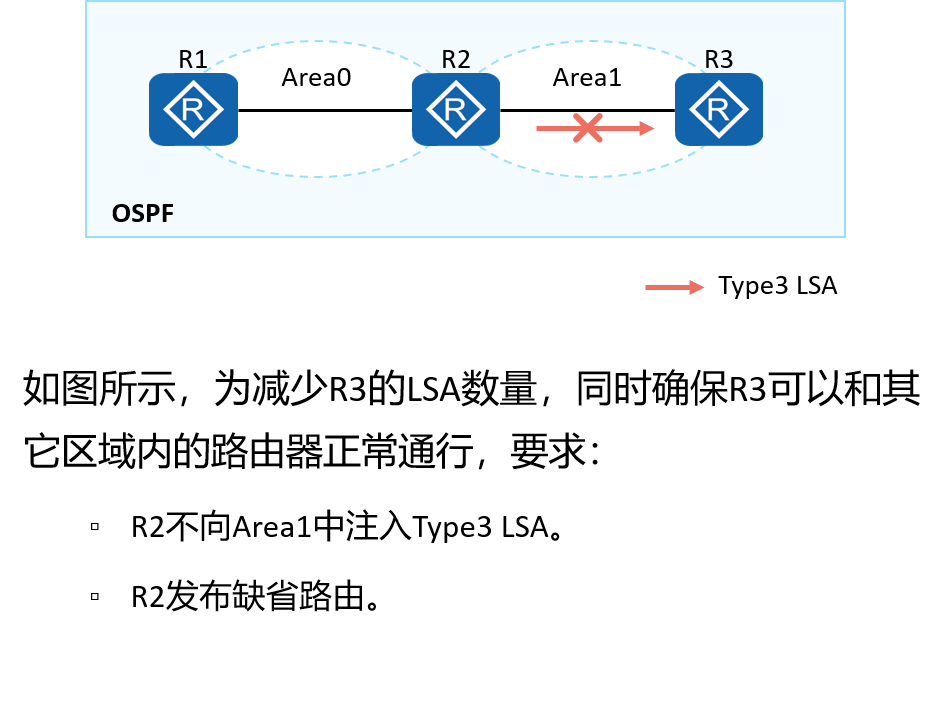 R1 R2 R3
Area0 Area1
R R R
OSPF
Type3 LSA
如图所示，为减少R3的LSA数量，同时确保R3可以和其
它区域内的路由器正常通行，要求：
▫ R2不向Area1中注入Type3 LSA。
▫ R2发布缺省路由。